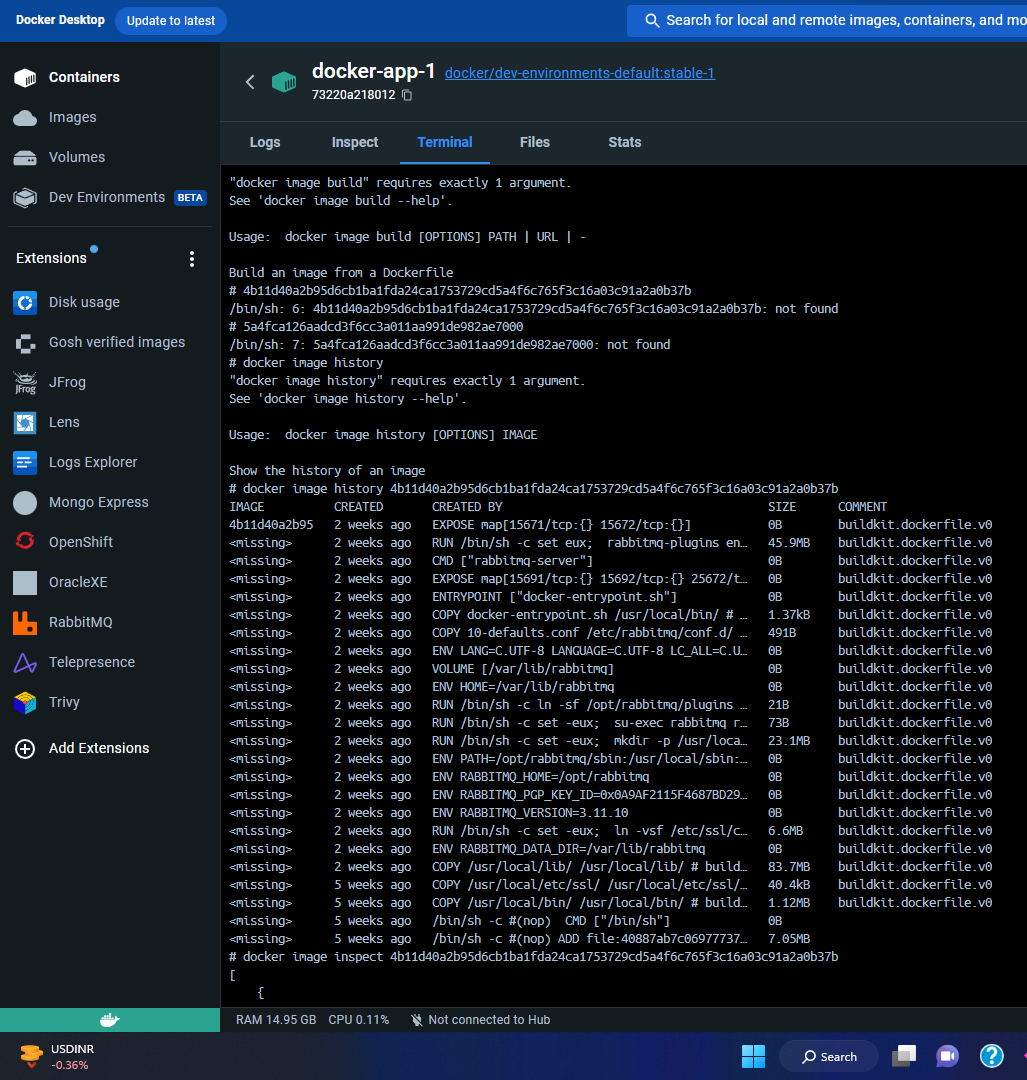 Docker Desktop
Update to latest
Search for local and remote images, containers, and mo
Containers
Images
Volumes
Dev Environments BETA
Extensions
Disk usage
Gosh verified images
JFrog
JFrog
Lens
Logs Explorer
Mongo Express
OpenShift
OracleXE
RabbitMQ
Telepresence
Trivy
Add Extensions
docker-app-1 docker/dev-environments-default:stable-1
73220a218012
Logs Inspect Terminal Files Stats
"docker image build" requires exactly 1 argument.
See 'docker image build --help'.
Usage:  docker image build [OPTIONS] PATH | URL | -
Build an image from a Dockerfile
# 4b11d40a2b95d6cb1ba1fda24ca1753729cd5a4f6c765f3c16a03c91a2a0b37b
/bin/sh: 6: 4b11d40a2b95d6cb1ba1fda24ca1753729cd5a4f6c765f3c16a03c91a2a0b37b: not found
# 5a4fca126aadcd3f6cc3a011aa991de982ae7000
/bin/sh: 7: 5a4fca126aadcd3f6cc3a011aa991de982ae7000: not found
# docker image history
"docker image history" requires exactly 1 argument.
See 'docker image history --help'.
Usage:  docker image history [OPTIONS] IMAGE
Show the history of an image
# docker image history 4b11d40a2b95d6cb1ba1fda24ca1753729cd5a4f6c765f3c16a03c91a2a0b37b
IMAGE CREATED CREATED BY SIZE COMMENT
4b11d40a2b95 2 weeks ago EXPOSE map[15671/tcp:{} 15672/tcp:{}] 0B buildkit.dockerfile.v0
<missing> 2 weeks ago RUN /bin/sh -c set eux;  rabbitmq-plugins en… 45.9MB buildkit.dockerfile.v0
<missing> 2 weeks ago CMD ["rabbitmq-server"] 0B buildkit.dockerfile.v0
<missing> 2 weeks ago EXPOSE map[15691/tcp:{} 15692/tcp:{} 25672/t… 0B buildkit.dockerfile.v0
<missing> 2 weeks ago ENTRYPOINT ["docker-entrypoint.sh"] 0B buildkit.dockerfile.v0
<missing> 2 weeks ago COPY docker-entrypoint.sh /usr/local/bin/ # … 1.37kB buildkit.dockerfile.v0
<missing> 2 weeks ago COPY 10-defaults.conf /etc/rabbitmq/conf.d/ … 491B buildkit.dockerfile.v0
<missing> 2 weeks ago ENV LANG=C.UTF-8 LANGUAGE=C.UTF-8 LC_ALL=C.U… 0B buildkit.dockerfile.v0
<missing> 2 weeks ago VOLUME [/var/lib/rabbitmq] 0B buildkit.dockerfile.v0
<missing> 2 weeks ago ENV HOME=/var/lib/rabbitmq 0B buildkit.dockerfile.v0
<missing> 2 weeks ago RUN /bin/sh -c ln -sf /opt/rabbitmq/plugins … 21B buildkit.dockerfile.v0
<missing> 2 weeks ago RUN /bin/sh -c set -eux;  su-exec rabbitmq r… 73B buildkit.dockerfile.v0
<missing> 2 weeks ago RUN /bin/sh -c set -eux;  mkdir -p /usr/loca… 23.1MB buildkit.dockerfile.v0
<missing> 2 weeks ago ENV PATH=/opt/rabbitmq/sbin:/usr/local/sbin:… 0B buildkit.dockerfile.v0
<missing> 2 weeks ago ENV RABBITMQ_HOME=/opt/rabbitmq 0B buildkit.dockerfile.v0
<missing> 2 weeks ago ENV RABBITMQ_PGP_KEY_ID=0x0A9AF2115F4687BD29… 0B buildkit.dockerfile.v0
<missing> 2 weeks ago ENV RABBITMQ_VERSION=3.11.10 0B buildkit.dockerfile.v0
<missing> 2 weeks ago RUN /bin/sh -c set -eux;  ln -vsf /etc/ssl/c… 6.6MB buildkit.dockerfile.v0
<missing> 2 weeks ago ENV RABBITMQ_DATA_DIR=/var/lib/rabbitmq 0B buildkit.dockerfile.v0
<missing> 2 weeks ago COPY /usr/local/lib/ /usr/local/lib/ # build… 83.7MB buildkit.dockerfile.v0
<missing> 5 weeks ago COPY /usr/local/etc/ssl/ /usr/local/etc/ssl/… 40.4kB buildkit.dockerfile.v0
<missing> 5 weeks ago COPY /usr/local/bin/ /usr/local/bin/ # build… 1.12MB buildkit.dockerfile.v0
<missing> 5 weeks ago /bin/sh -c #(nop)  CMD ["/bin/sh"] 0B
<missing> 5 weeks ago /bin/sh -c #(nop) ADD file:40887ab7c06977737… 7.05MB
# docker image inspect 4b11d40a2b95d6cb1ba1fda24ca1753729cd5a4f6c765f3c16a03c91a2a0b37b
[
{
RAM 14.95 GB CPU 0.11% Not connected to Hub
USDINR
-0.36%
Search